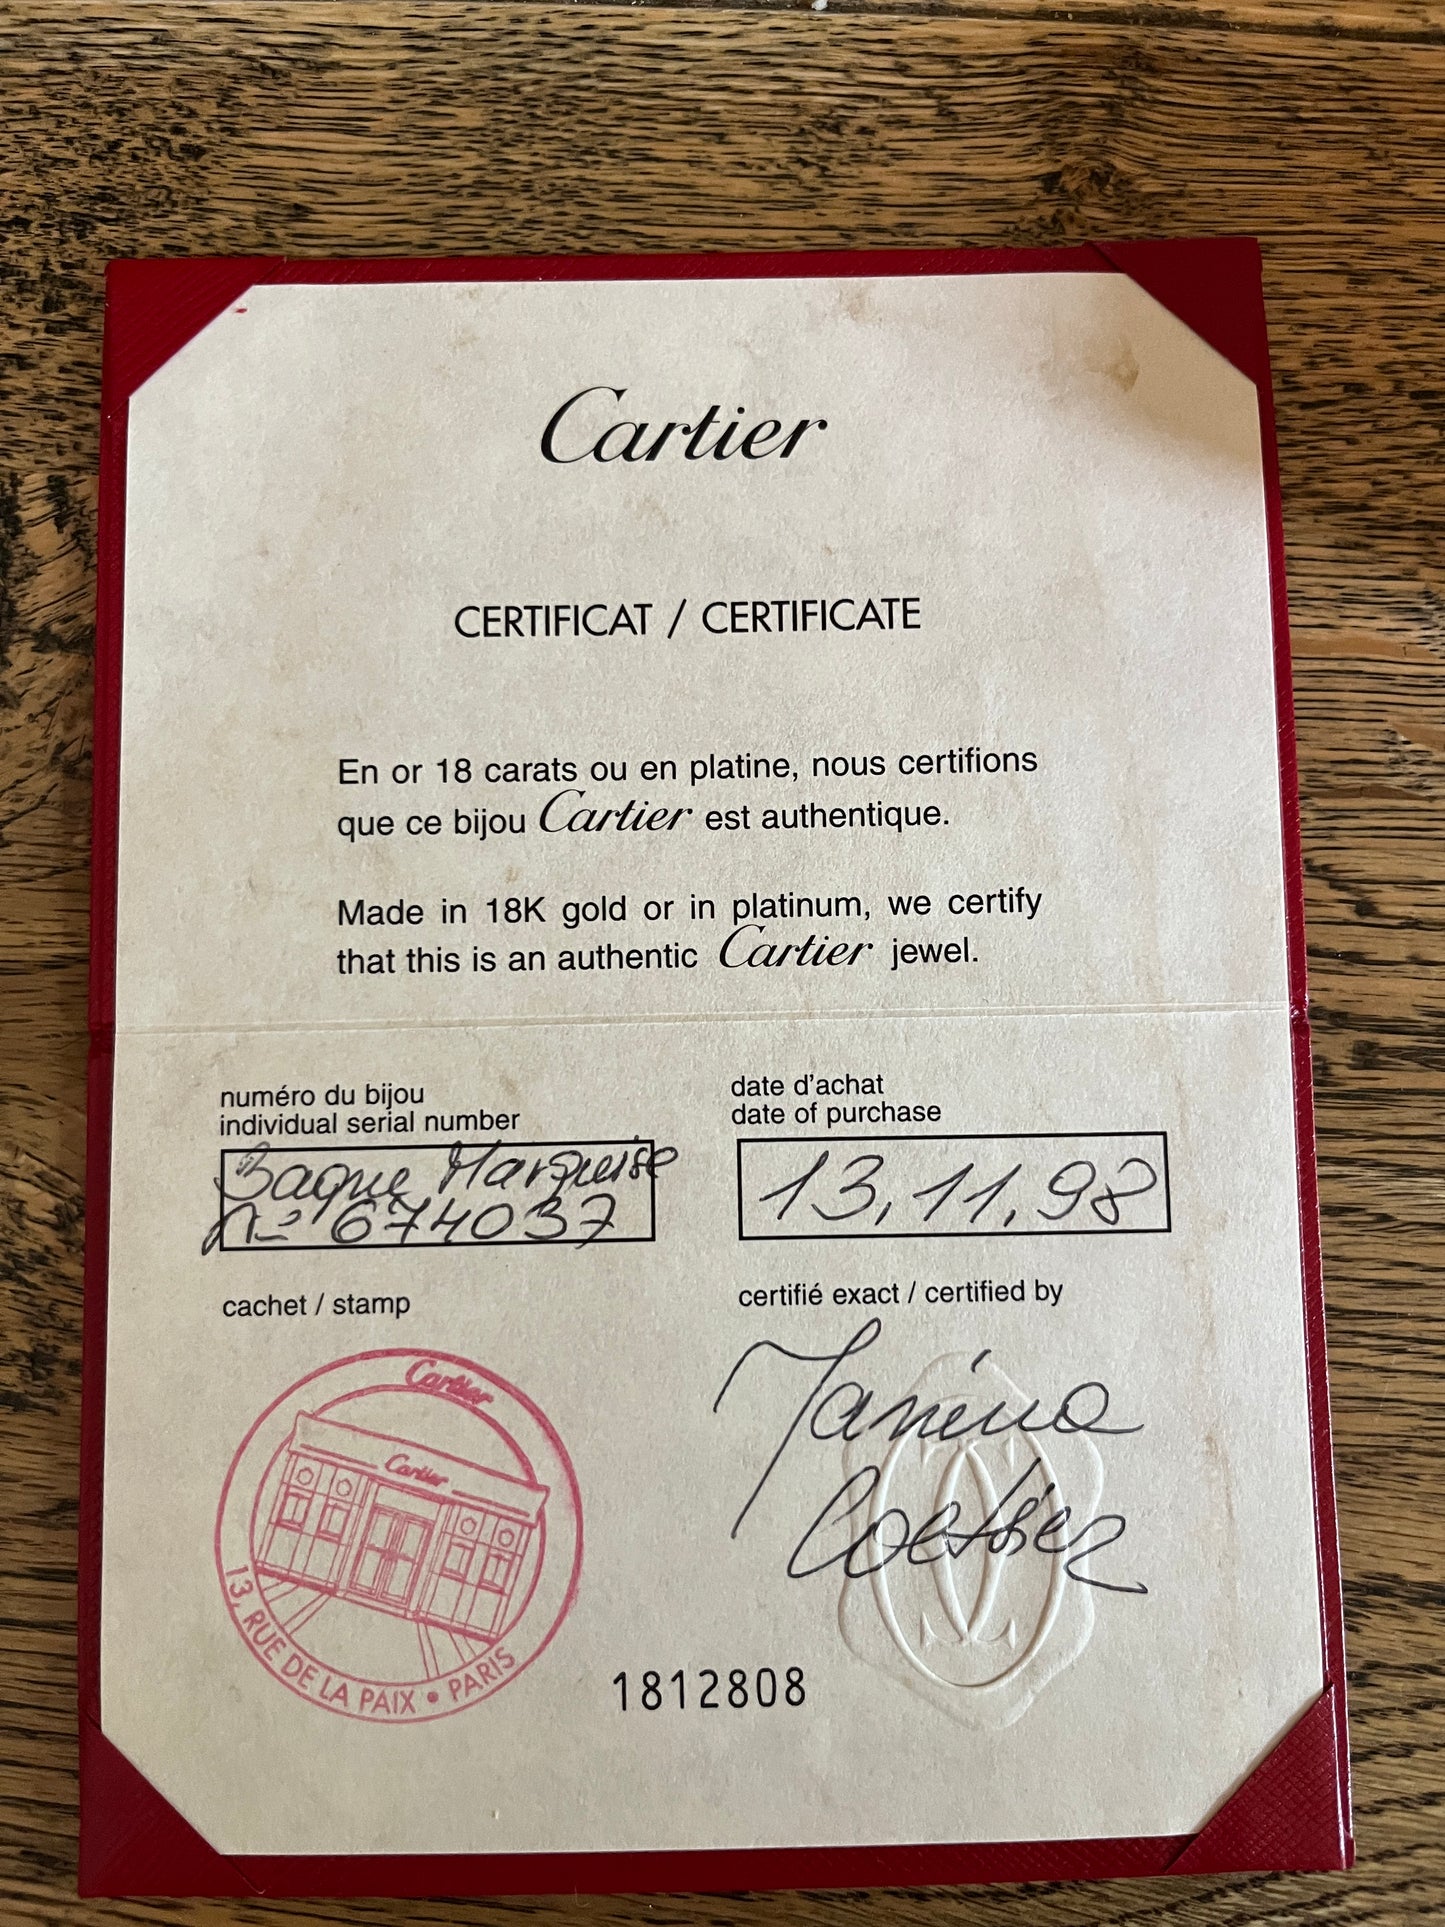 Cartier
CERTIFICAT / CERTIFICATE
En or 18 carats ou en platine, nous certifions
que ce bijou Cartier est authentique.
Made in 18K gold or in platinum, we certify
that this is an authentic Cartier jewel.
numéro du bijou
individual serial number
Bague Marquise
n° 674037
date d'achat
date of purchase
13,11,98
cachet / stamp
Cartier
Cartier
13, RUE DE LA PAIX • PARIS
certifié exact / certified by
1812808